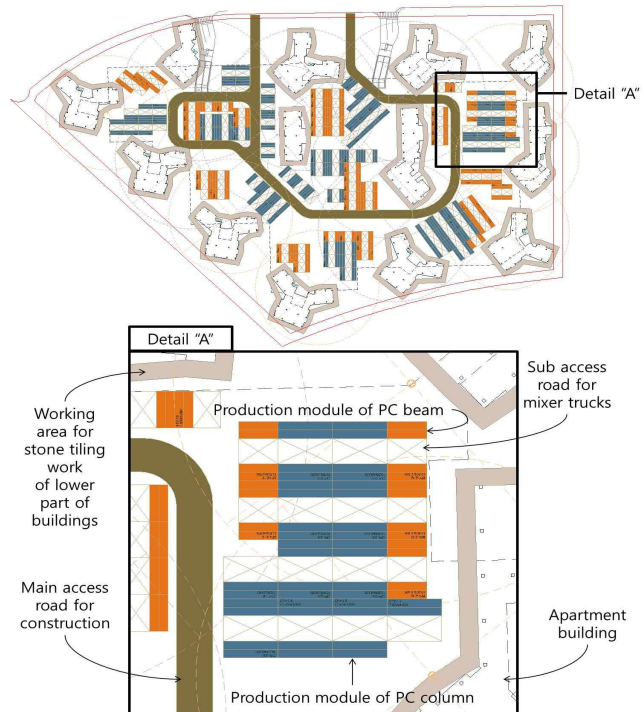 Detail “A”
Detail “A”
Sub access
road for
mixer trucks
Production module of PC beam
Working
area for
stone tiling
work
of lower
part of
buildings
Main access
road for
construction
Apartment
building
Production module of PC column